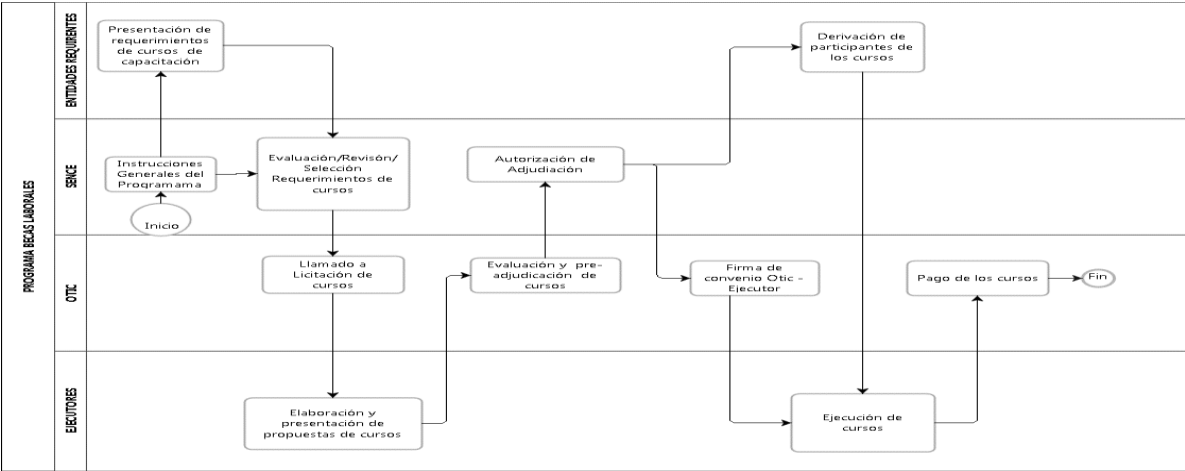 PROGRAMA BECAS LABORALES
ENTIDADES REQUIRENTES
Presentación de
requerimientos
de cursos de
capacitación
Derivación de
participantes de
los cursos
SENCE
Instrucciones
Generales del
Programama
Inicio
Evaluación/Revisón/
Selección
Requerimientos de
cursos
Autorización de
Adjudiación
OTIC
Llamado a
Licitación de
cursos
Evaluación y pre-
adjudicación de
cursos
Firma de
convenio Otic –
Ejecutor
Pago de los cursos
Fin
EJECUTORES
Elaboración y
presentación de
propuestas de cursos
Ejecución de
cursos